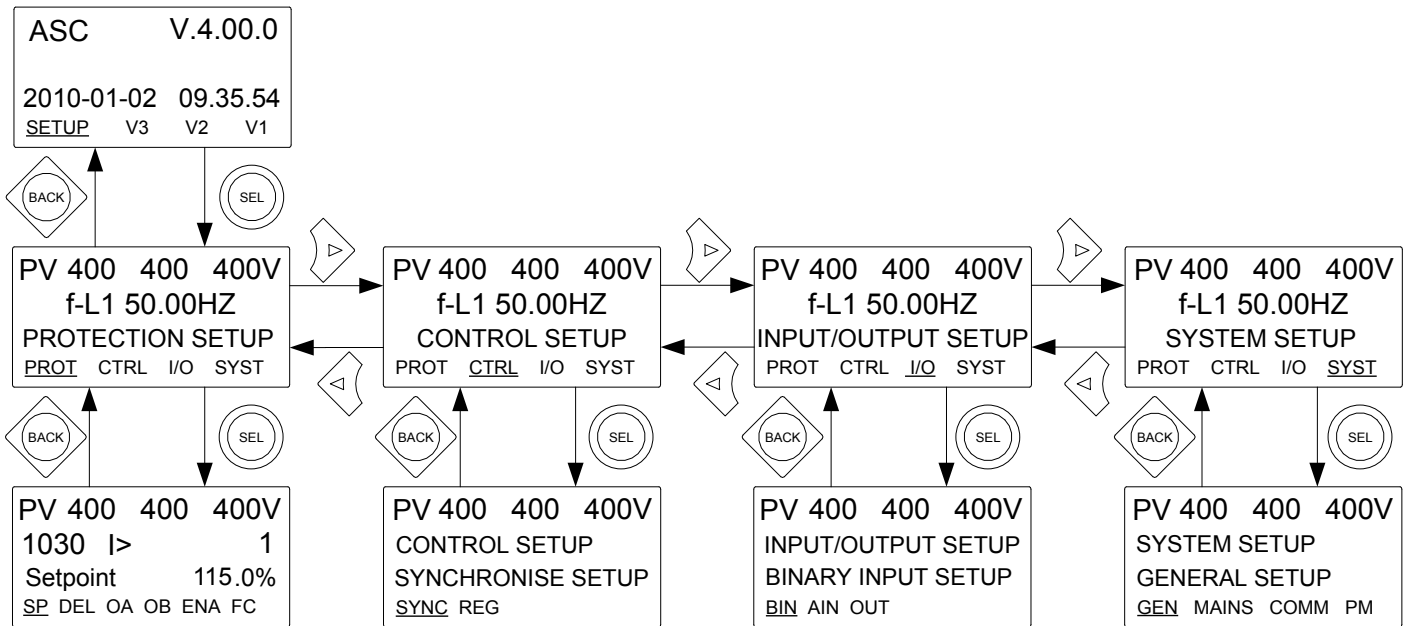 ASC V.4.00.0
2010-01-02 09.35.54
SETUP V3 V2 V1
BACK
SEL
PV 400 400 400V
f-L1 50.00HZ
PROTECTION SETUP
PROT CTRL I/O SYST
PV 400 400 400V
f-L1 50.00HZ
CONTROL SETUP
PROT CTRL I/O SYST
PV 400 400 400V
f-L1 50.00HZ
INPUT/OUTPUT SETUP
PROT CTRL I/O SYST
PV 400 400 400V
f-L1 50.00HZ
SYSTEM SETUP
PROT CTRL I/O SYST
BACK
SEL
BACK
SEL
BACK
SEL
BACK
SEL
PV 400 400 400V
1030 I> 1
Setpoint 115.0%
SP DEL OA OB ENA FC
PV 400 400 400V
CONTROL SETUP
SYNCHRONISE SETUP
SYNC REG
PV 400 400 400V
INPUT/OUTPUT SETUP
BINARY INPUT SETUP
BIN AIN OUT
PV 400 400 400V
SYSTEM SETUP
GENERAL SETUP
GEN MAINS COMM PM